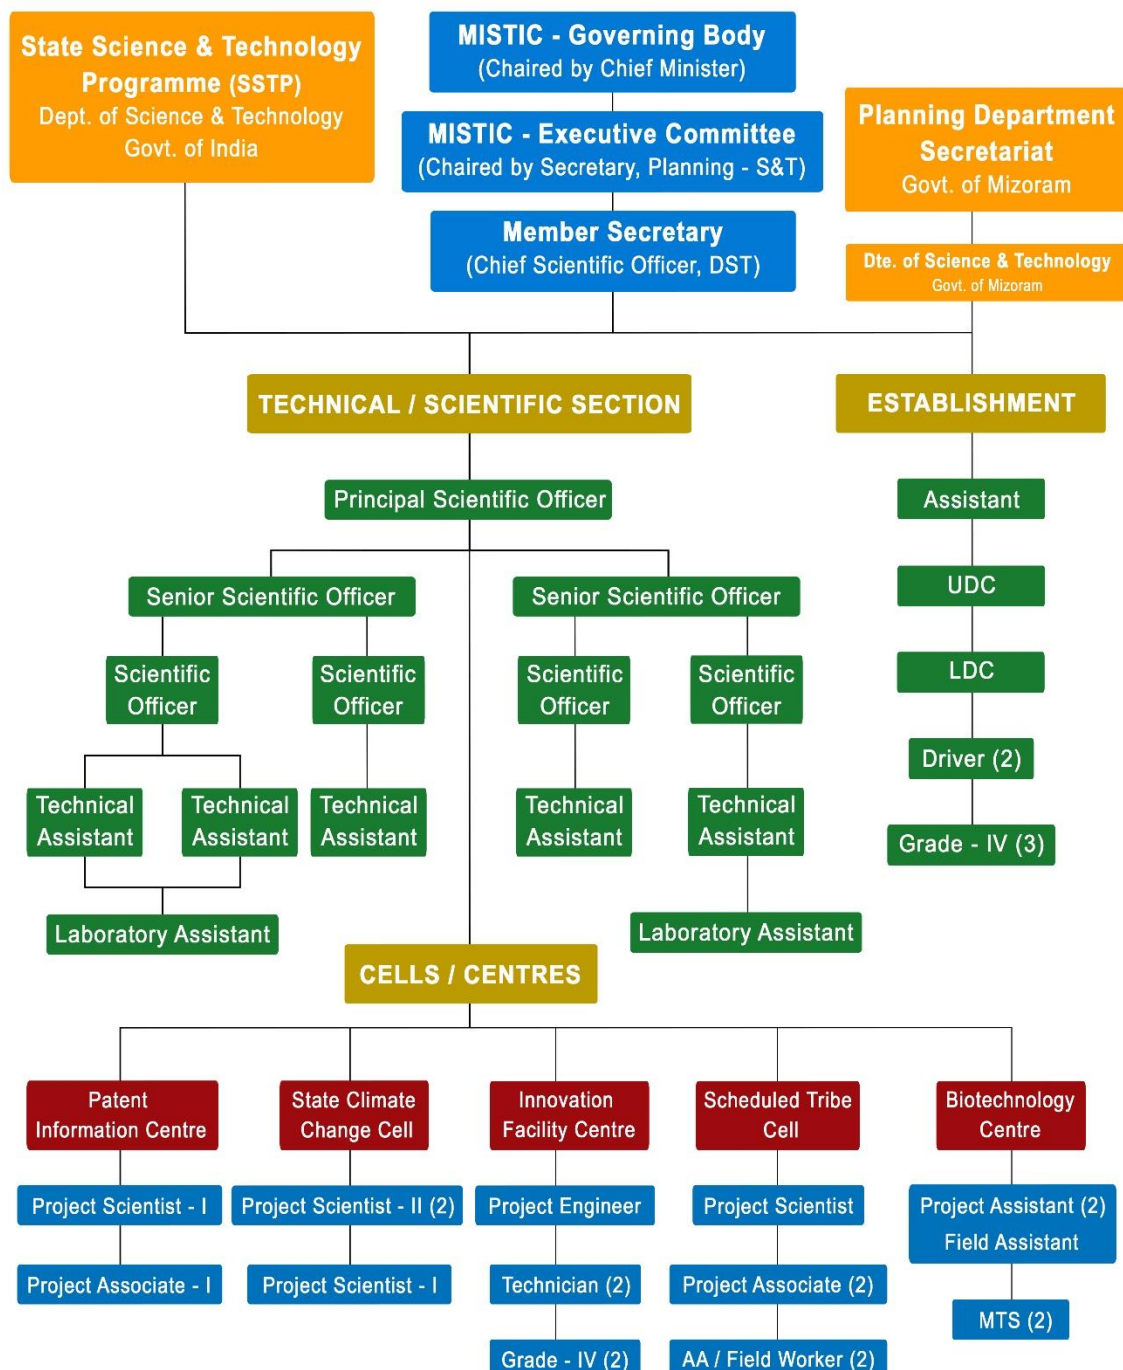 State Science & Technology
Programme (SSTP)
Dept. of Science & Technology
Govt. of India
MISTIC - Governing Body
(Chaired by Chief Minister)
MISTIC - Executive Committee
(Chaired by Secretary, Planning - S&T)
Member Secretary
(Chief Scientific Officer, DST)
Planning Department
Secretariat
Govt. of Mizoram
Dte. of Science & Technology
Govt. of Mizoram
TECHNICAL / SCIENTIFIC SECTION
Principal Scientific Officer
Senior Scientific Officer
Senior Scientific Officer
Scientific
Officer
Scientific
Officer
Scientific
Officer
Scientific
Officer
Technical
Assistant
Technical
Assistant
Technical
Assistant
Technical
Assistant
Technical
Assistant
Laboratory Assistant
Laboratory Assistant
ESTABLISHMENT
Assistant
UDC
LDC
Driver (2)
Grade - IV (3)
CELLS / CENTRES
Patent
Information Centre
Project Scientist - I
Project Associate - I
State Climate
Change Cell
Project Scientist - II (2)
Project Scientist - I
Innovation
Facility Centre
Project Engineer
Technician (2)
Grade - IV (2)
Scheduled Tribe
Cell
Project Scientist
Project Associate (2)
AA / Field Worker (2)
Biotechnology
Centre
Project Assistant (2)
Field Assistant
MTS (2)